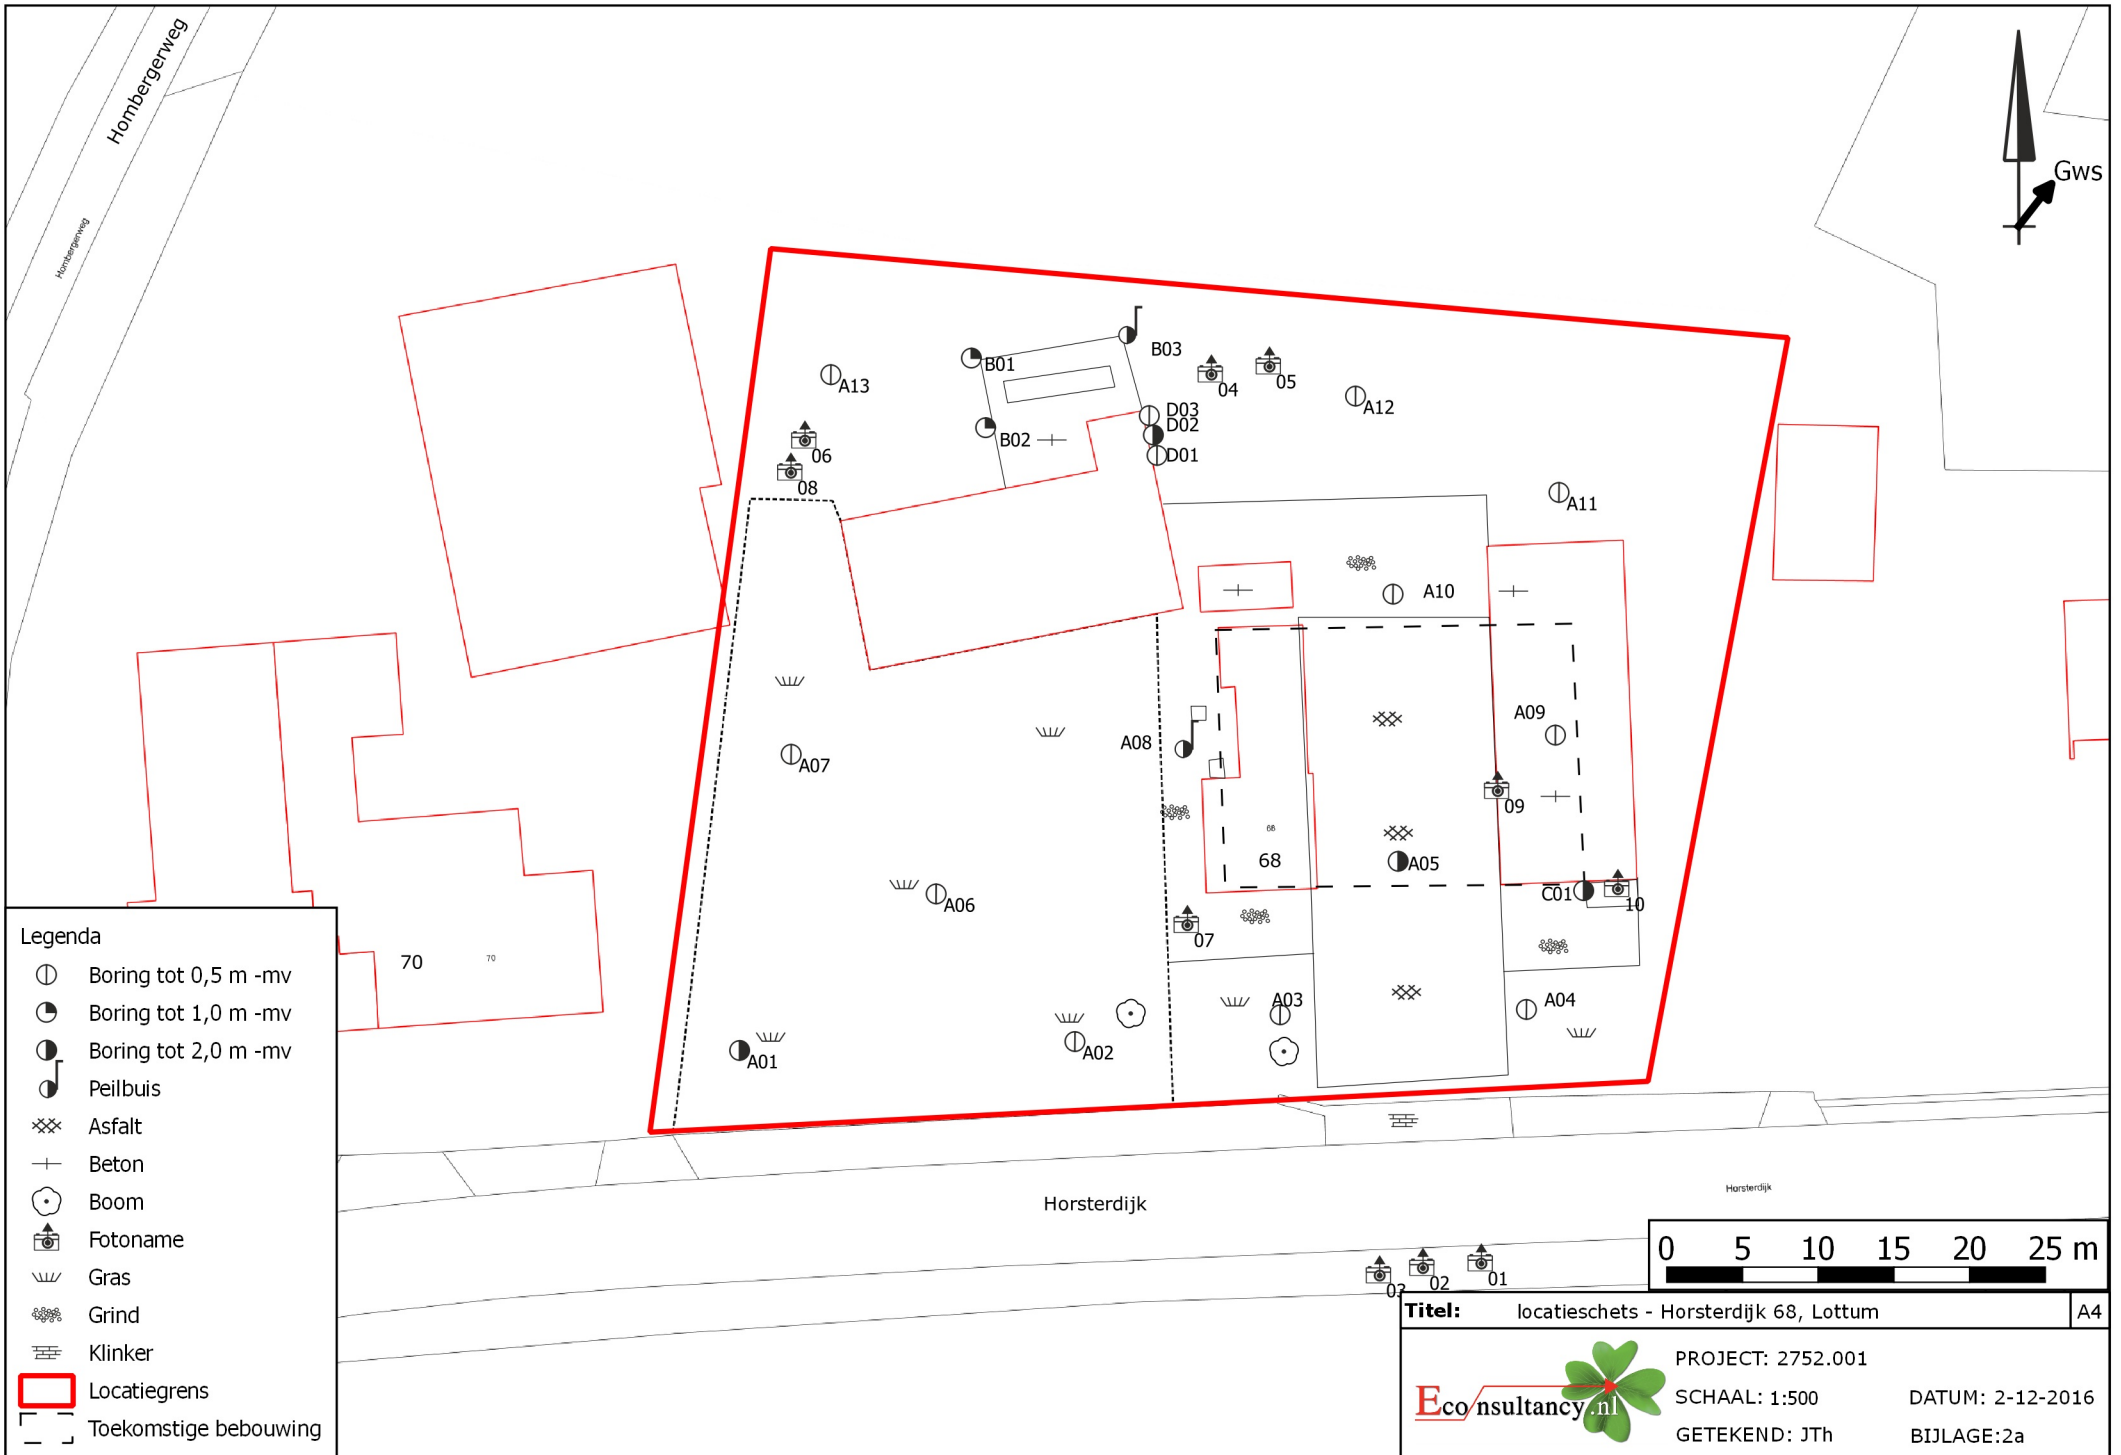 Hombergerweg
Hombergerweg
Gws
B03
B01
04
05
A13
A12
D03
D02
B02
D01
06
08
A11
A10
A09
A08
A07
09
68
68
A05
C01
10
A06
07
70
70
A03
A04
A02
A01
Horsterdijk
Horsterdijk
01
02
03
Legenda
Boring tot 0,5 m -mv
Boring tot 1,0 m -mv
Boring tot 2,0 m -mv
Peilbuis
Asfalt
Beton
Boom
Fotoname
Gras
Grind
Klinker
Locatiegrens
Toekomstige bebouwing
0 5 10 15 20 25 m
Titel: locatieschets - Horsterdijk 68, Lottum A4
Econsultancy.nl
PROJECT: 2752.001
SCHAAL: 1:500 DATUM: 2-12-2016
GETEKEND: JTh BIJLAGE:2a